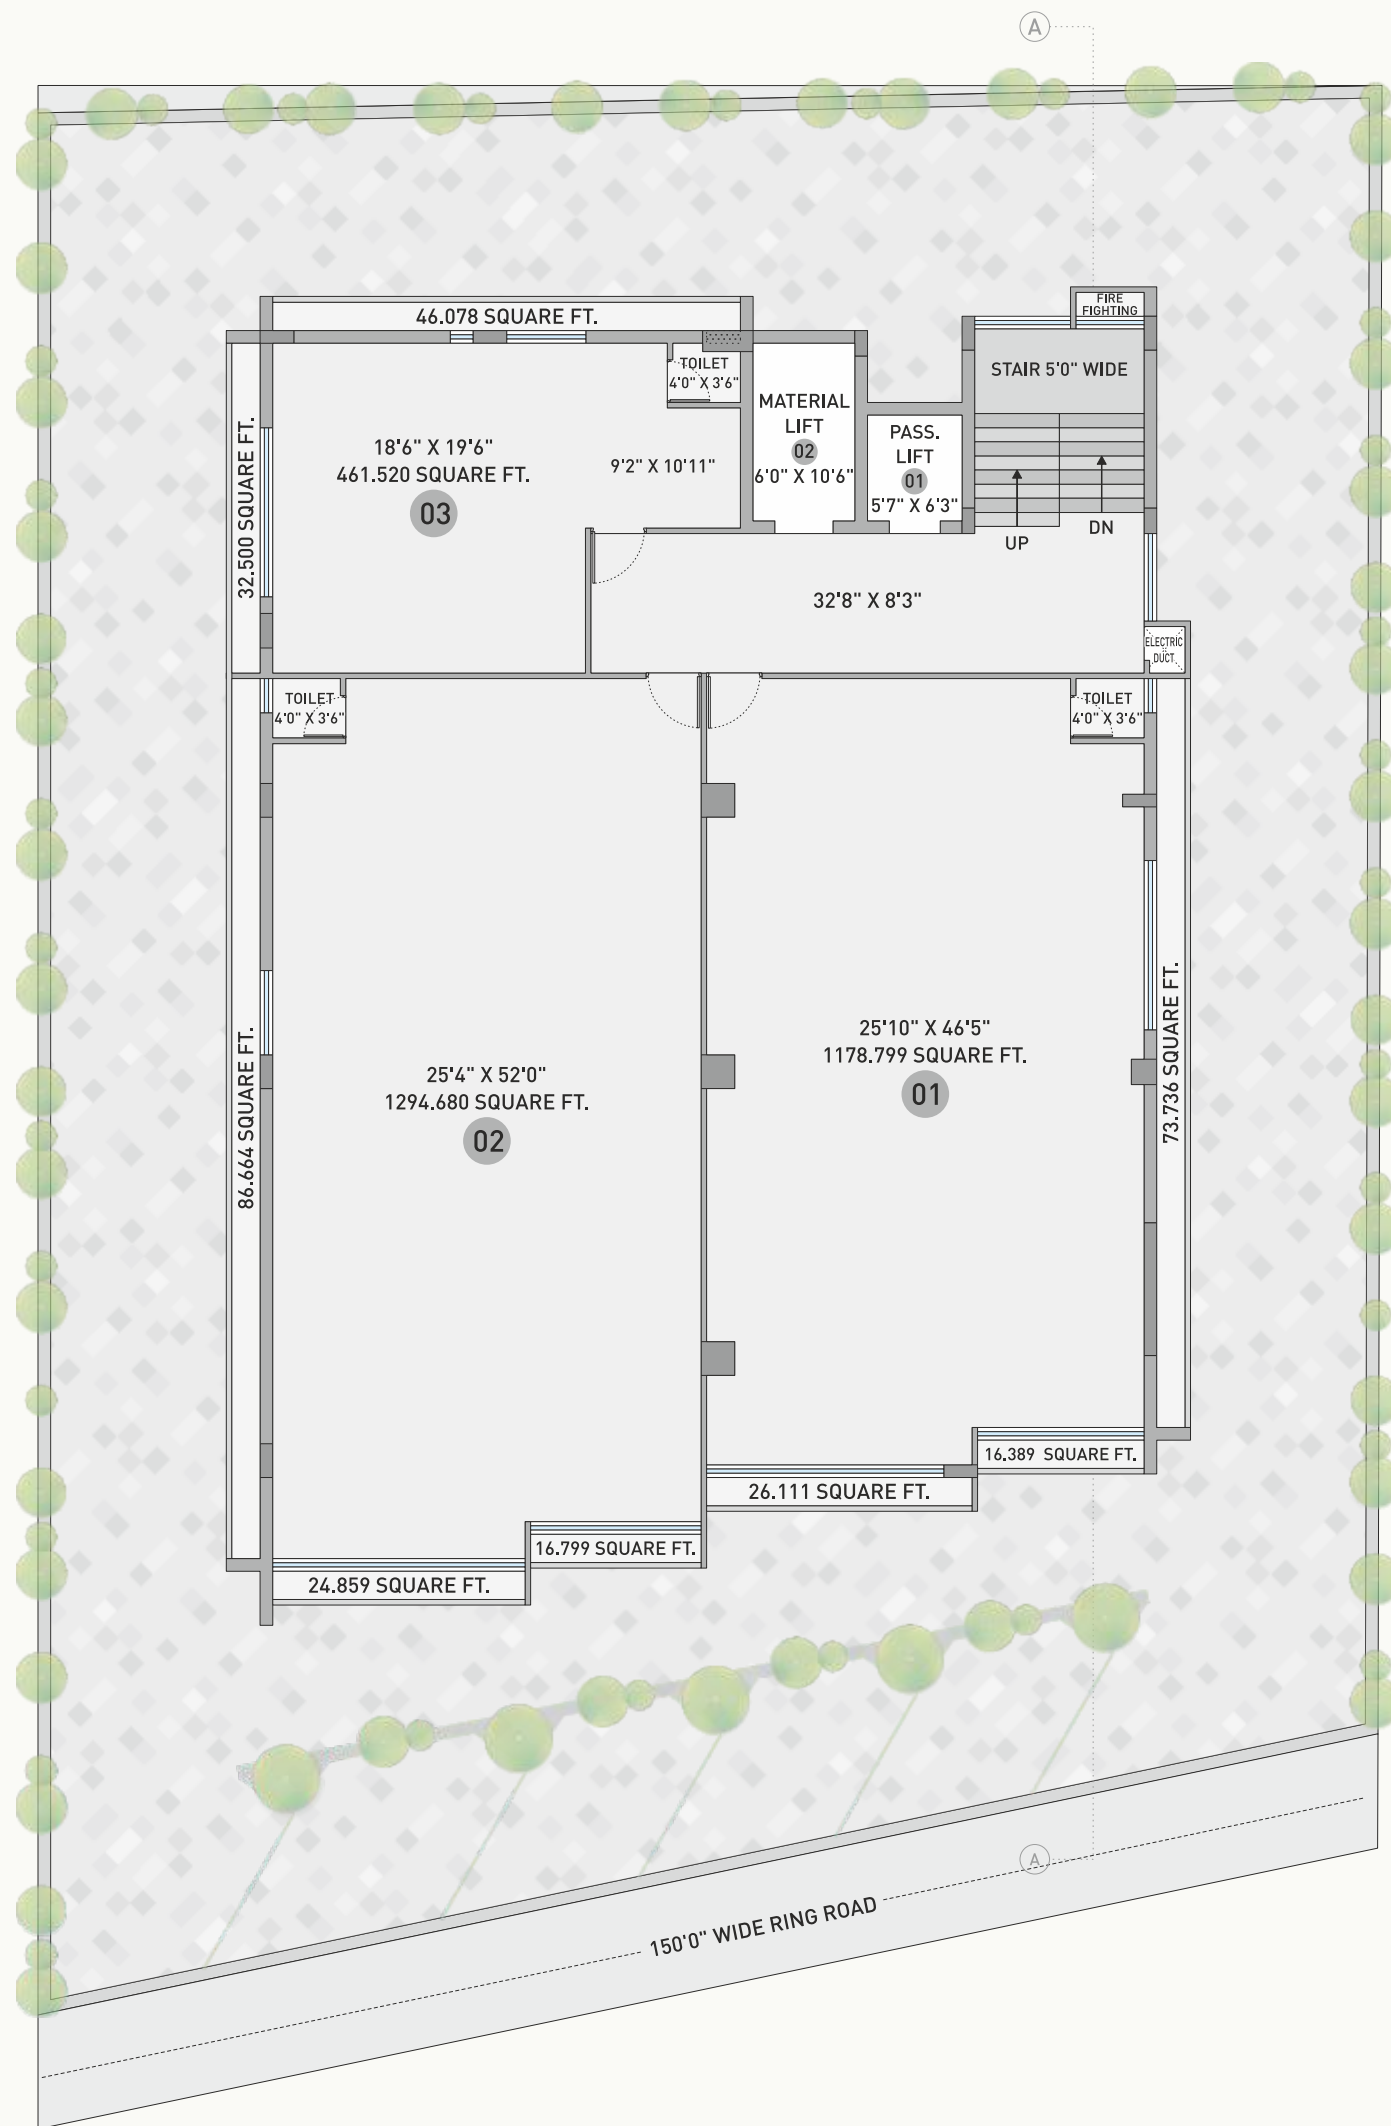 A
FIRE
FIGHTING
46.078 SQUARE FT.
STAIR 5'0" WIDE
TOILET
4'0" X 3'6"
MATERIAL
LIFT
02
6'0" X 10'6"
PASS.
LIFT
01
5'7" X 6'3"
18'6" X 19'6"
461.520 SQUARE FT.
03
9'2" X 10'11"
32.500 SQUARE FT.
UP
DN
32'8" X 8'3"
ELECTRIC
DUCT
TOILET
4'0" X 3'6"
TOILET
4'0" X 3'6"
25'10" X 46'5"
1178.799 SQUARE FT.
01
73.736 SQUARE FT.
25'4" X 52'0"
1294.680 SQUARE FT.
02
86.664 SQUARE FT.
16.389 SQUARE FT.
26.111 SQUARE FT.
16.799 SQUARE FT.
24.859 SQUARE FT.
A
150'0" WIDE RING ROAD